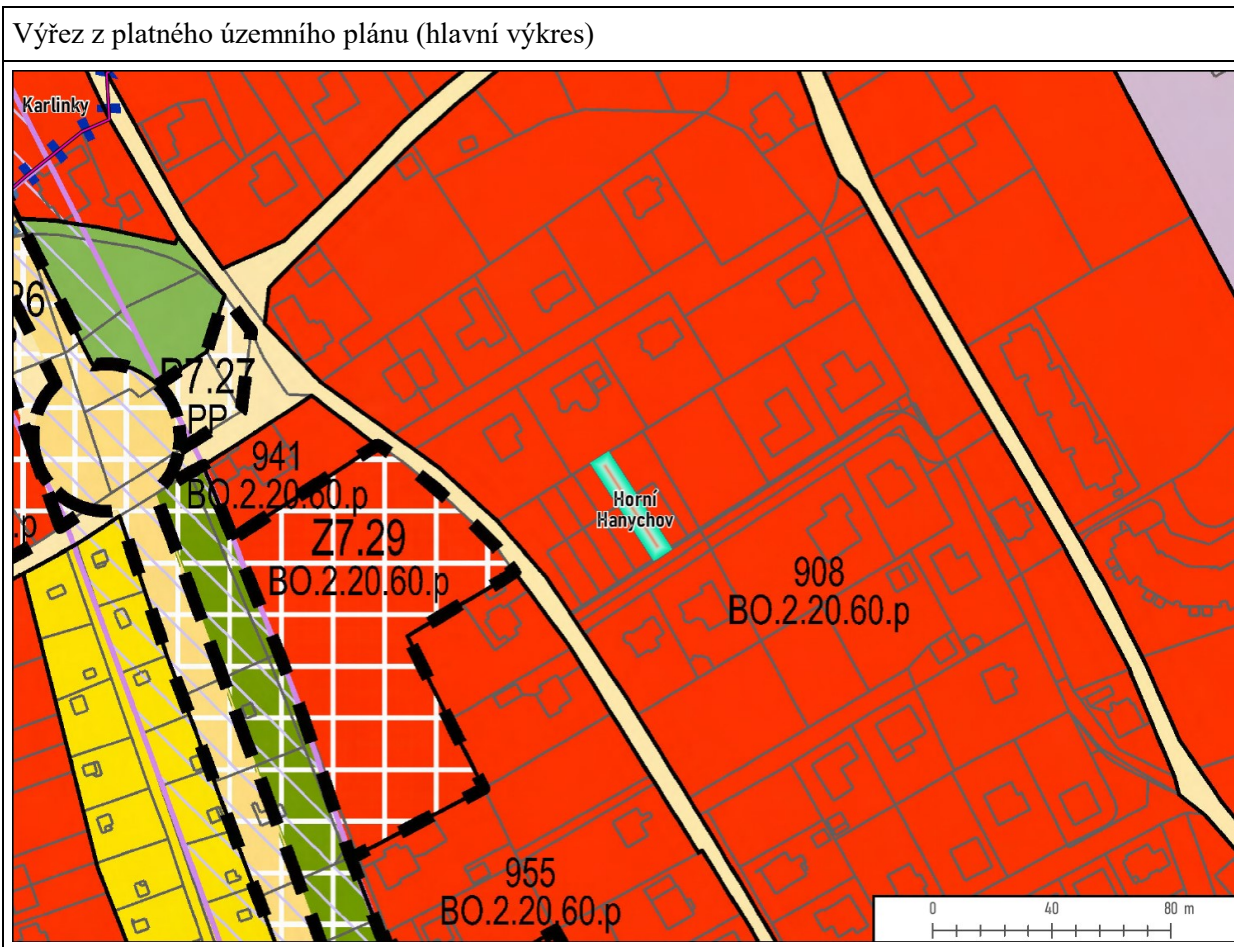 Výřez z platného územního plánu (hlavní výkres)
Karlinky
26
P7.27
PP
941
BO.2.20.60.p
.p
Z7.29
BO.2.20.60.p
Horní
Hanychov
908
BO.2.20.60.p
955
BO.2.20.60.p
0 40 80 m